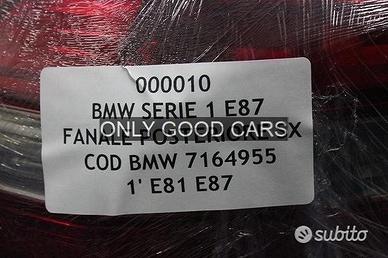 000010
BMW SERIE 1 E87
ONLY GOOD CARS
FANALE
COD BMW 7164955
1' E81 E87
subito